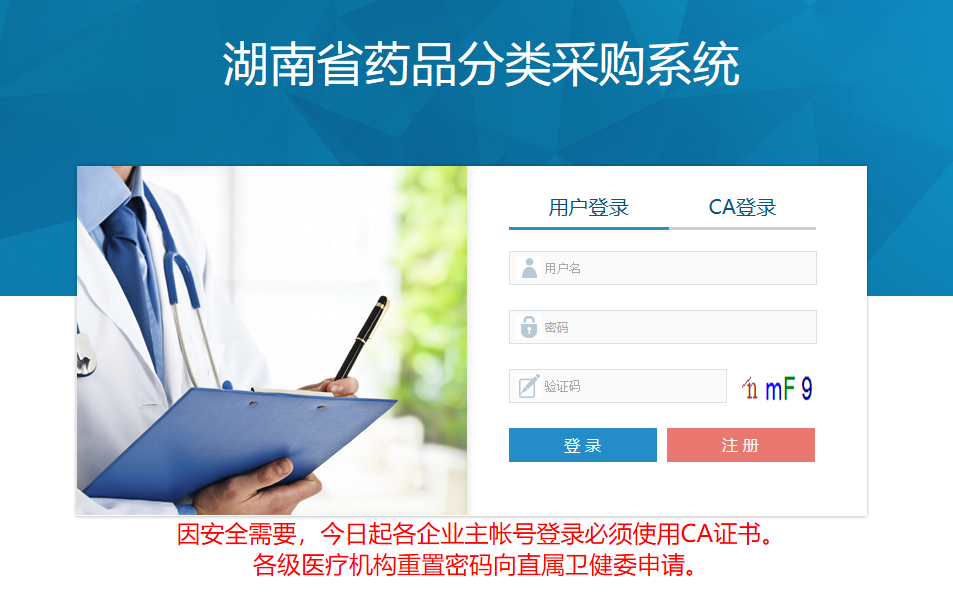 湖南省药品分类采购系统
用户登录 CA登录
用户名
密码
验证码 n m F 9
登 录 注 册
因安全需要，今日起各企业主帐号登录必须使用CA证书。
各级医疗机构重置密码向直属卫健委申请。